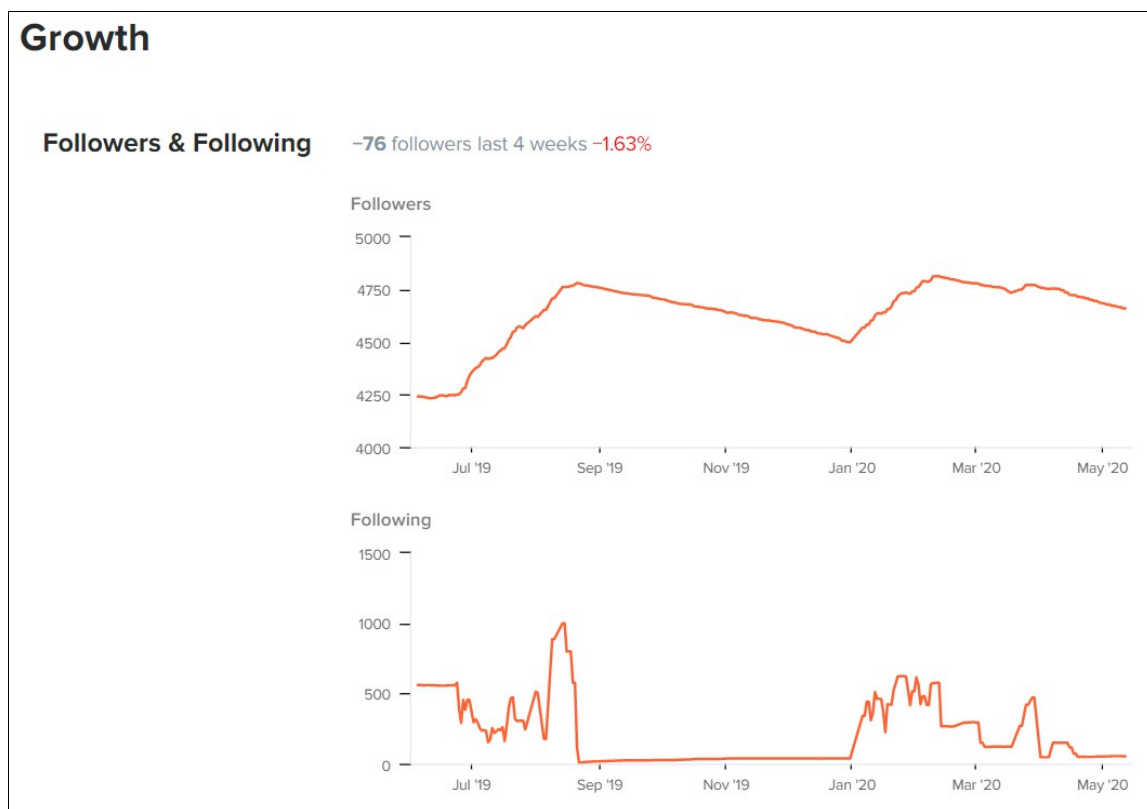 Growth
Followers & Following −76 followers last 4 weeks −1.63%
Followers
5000
4750
4500
4250
4000
Jul '19 Sep '19 Nov '19 Jan '20 Mar '20 May '20
Following
1500
1000
500
0
Jul '19 Sep '19 Nov '19 Jan '20 Mar '20 May '20